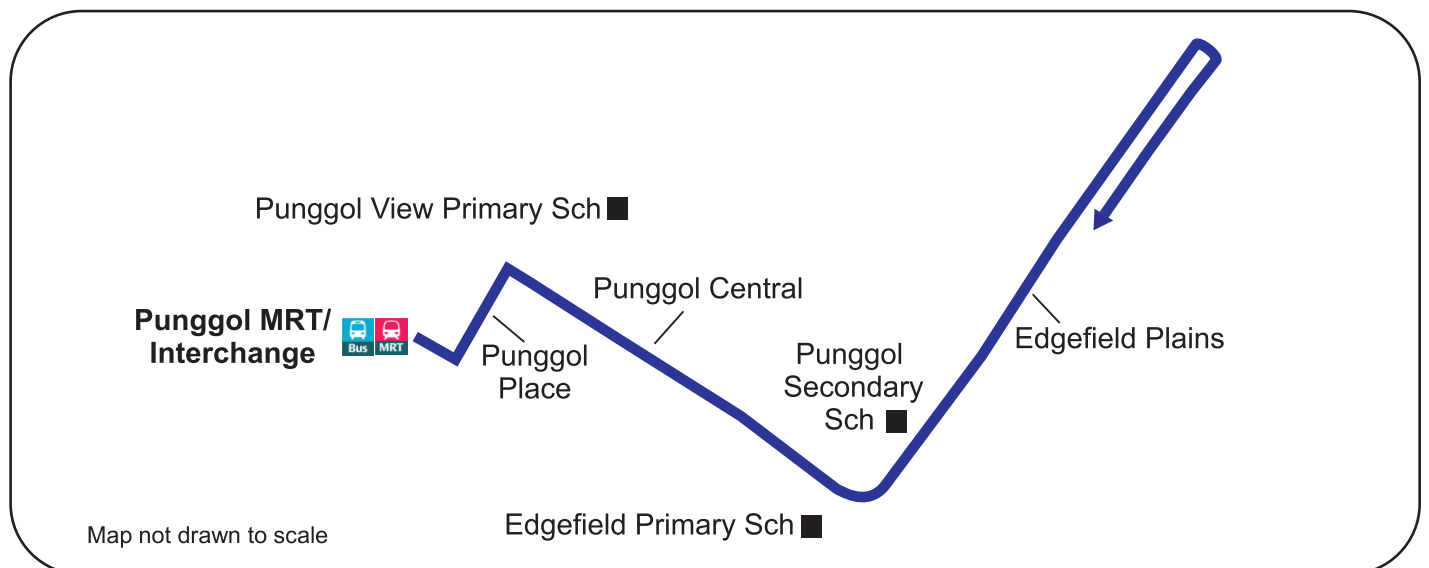 Punggol View Primary Sch
Punggol Central
Punggol MRT/
Interchange
Bus
MRT
Punggol
Place
Punggol
Secondary
Sch
Edgefield Plains
Edgefield Primary Sch
Map not drawn to scale